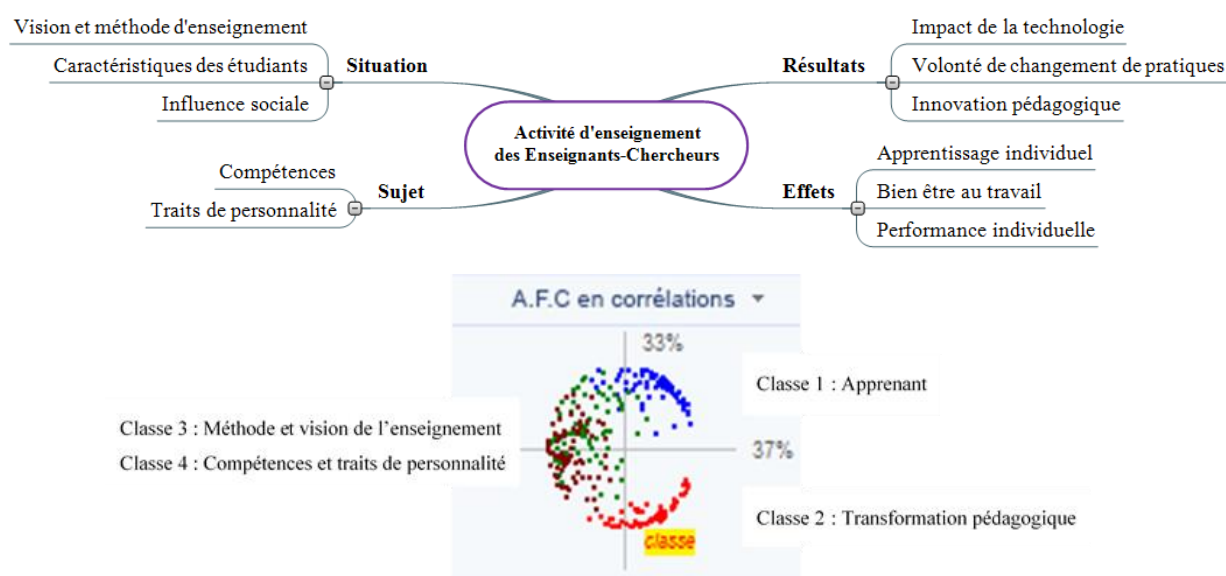 Vision et méthode d'enseignement
Caractéristiques des étudiants
Influence sociale
Situation
Compétences
Traits de personnalité
Sujet
Activité d'enseignement
des Enseignants-Chercheurs
Résultats
Impact de la technologie
Volonté de changement de pratiques
Innovation pédagogique
Effets
Apprentissage individuel
Bien être au travail
Performance individuelle
A.F.C en corrélations
33%
Classe 1 : Apprenant
Classe 3 : Méthode et vision de l’enseignement
37%
Classe 4 : Compétences et traits de personnalité
Classe 2 : Transformation pédagogique
classe